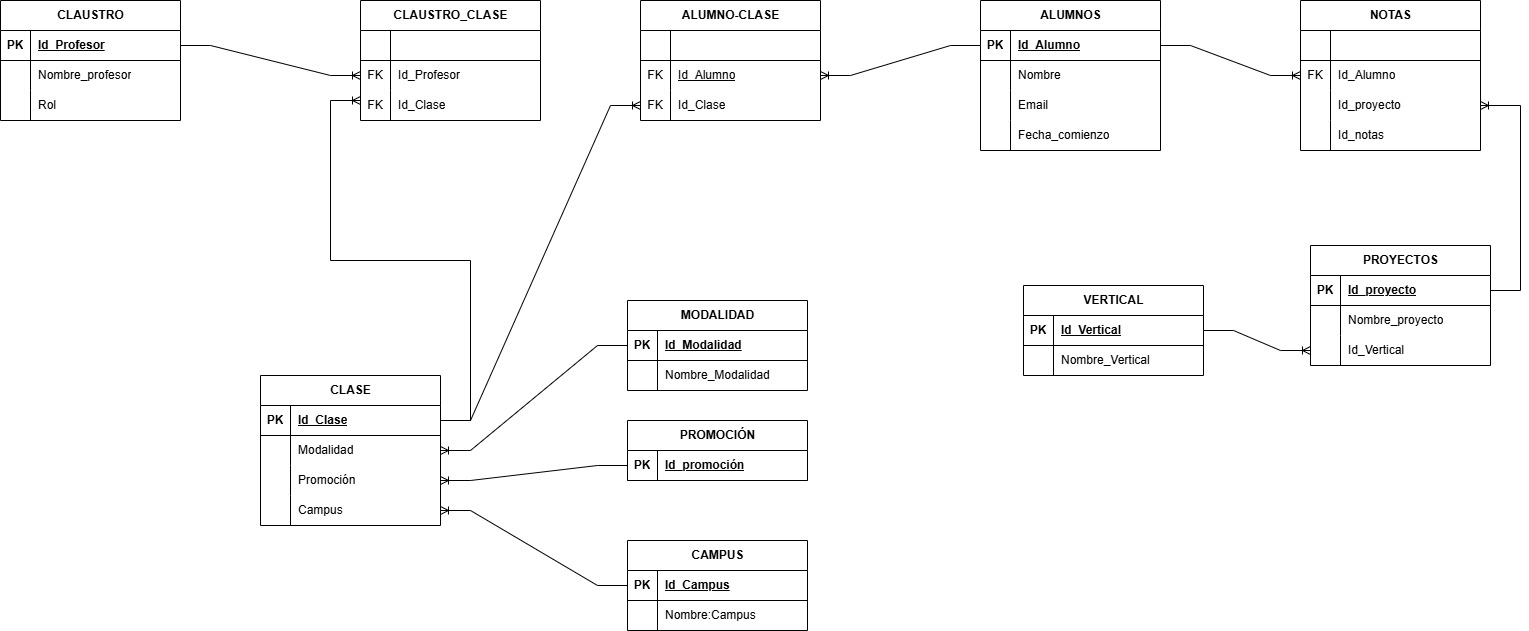 CLAUSTRO
PK Id_Profesor
Nombre_profesor
Rol
CLAUSTRO_CLASE
FK Id_Profesor
FK Id_Clase
ALUMNO-CLASE
FK Id_Alumno
FK Id_Clase
ALUMNOS
PK Id_Alumno
Nombre
Email
Fecha_comienzo
NOTAS
FK Id_Alumno
Id_proyecto
Id_notas
PROYECTOS
PK Id_proyecto
Nombre_proyecto
Id_Vertical
VERTICAL
PK Id_Vertical
Nombre_Vertical
MODALIDAD
PK Id_Modalidad
Nombre_Modalidad
CLASE
PK Id_Clase
Modalidad
Promoción
Campus
PROMOCIÓN
PK Id_promoción
CAMPUS
PK Id_Campus
Nombre:Campus